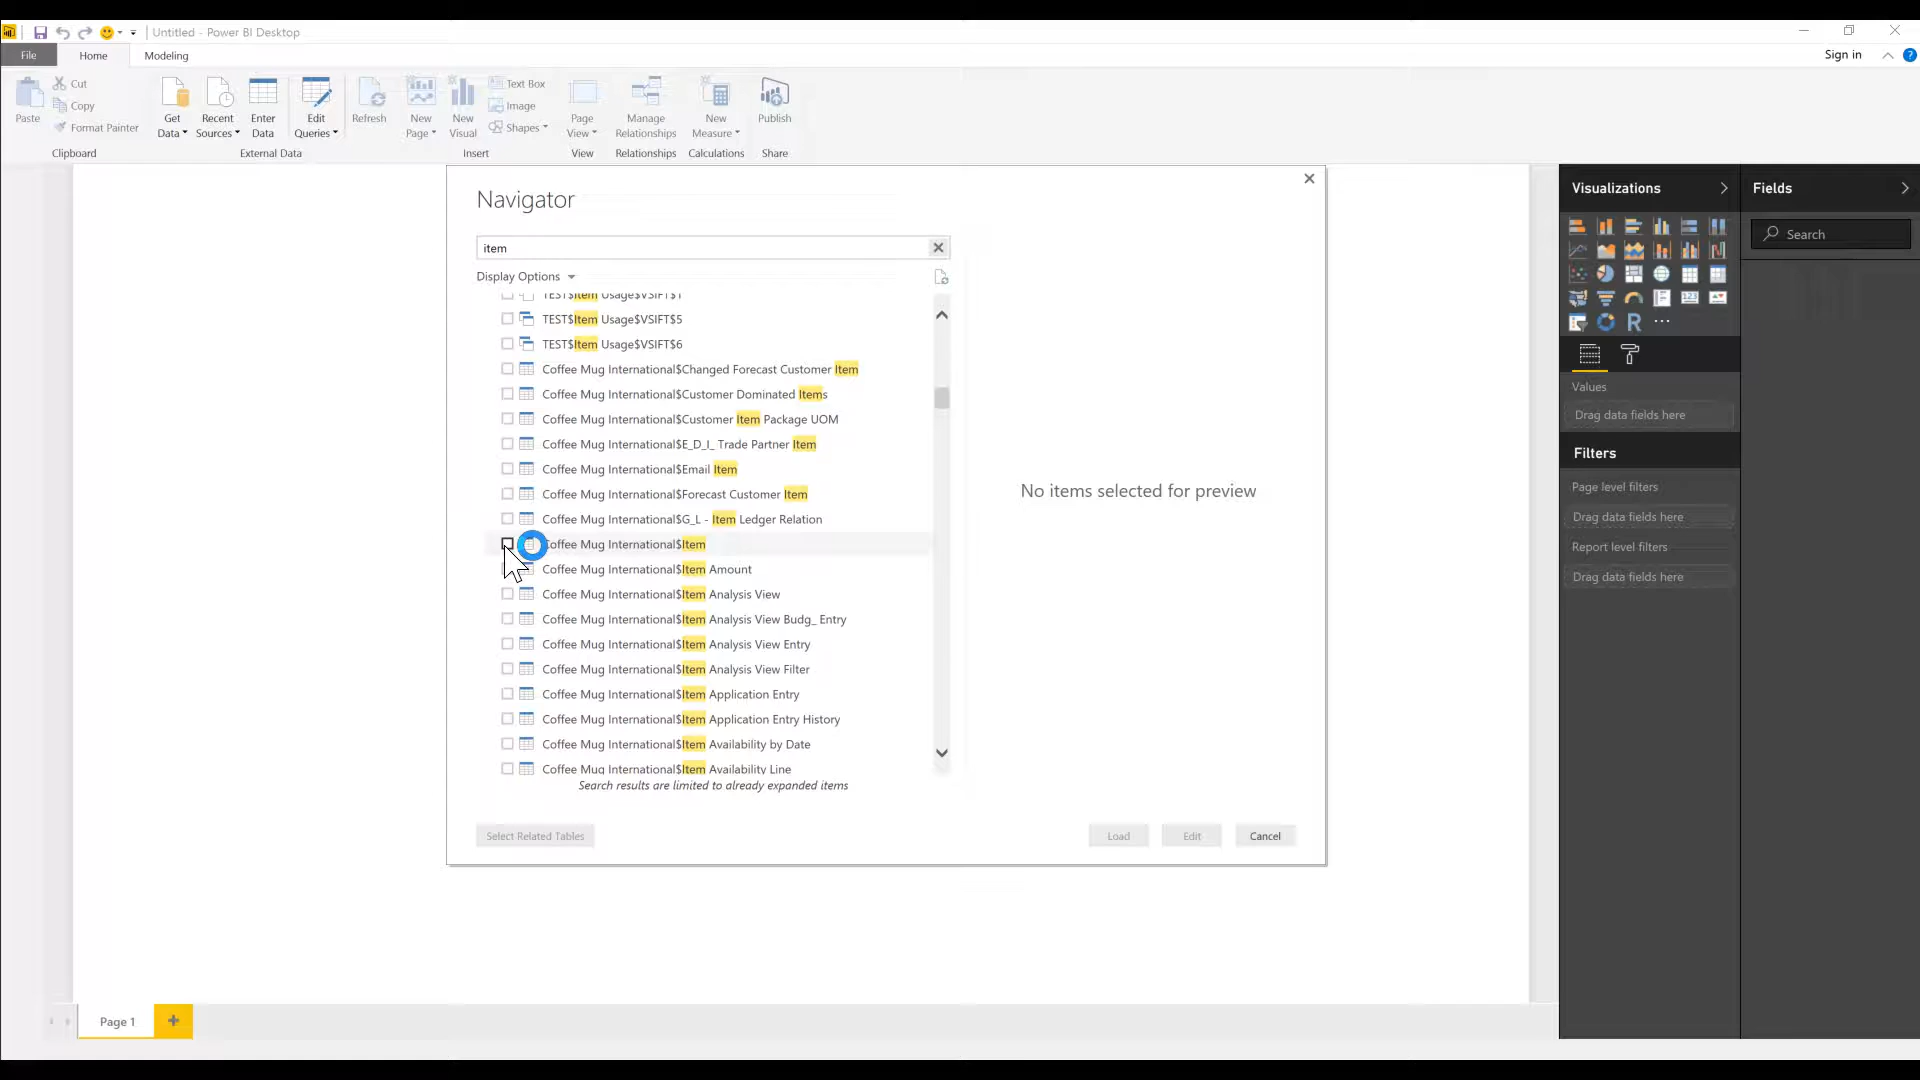 Untitled - Power BI Desktop
File
Home
Modeling
Sign in
Paste
Cut
Copy
Format Painter
Clipboard
Get
Data
Recent
Sources
Enter
Data
Edit
Queries
External Data
Refresh
New
Page
New
Visual
Text Box
Image
Shapes
Insert
Page
View
View
Manage
Relationships
Relationships
New
Measure
Calculations
Publish
Share
Navigator
item
Display Options
TEST$Item Usage$VSIFT$1
TEST$Item Usage$VSIFT$5
TEST$Item Usage$VSIFT$6
Coffee Mug International$Changed Forecast Customer Item
Coffee Mug International$Customer Dominated Items
Coffee Mug International$Customer Item Package UOM
Coffee Mug International$E_D_I_ Trade Partner Item
Coffee Mug International$Email Item
Coffee Mug International$Forecast Customer Item
Coffee Mug International$G_L - Item Ledger Relation
Coffee Mug International$Item
Coffee Mug International$Item Amount
Coffee Mug International$Item Analysis View
Coffee Mug International$Item Analysis View Budg_ Entry
Coffee Mug International$Item Analysis View Entry
Coffee Mug International$Item Analysis View Filter
Coffee Mug International$Item Application Entry
Coffee Mug International$Item Application Entry History
Coffee Mug International$Item Availability by Date
Coffee Mug International$Item Availability Line
Search results are limited to already expanded items
No items selected for preview
Select Related Tables
Load
Edit
Cancel
Visualizations
Values
Drag data fields here
Filters
Page level filters
Drag data fields here
Report level filters
Drag data fields here
Fields
Search
Page 1